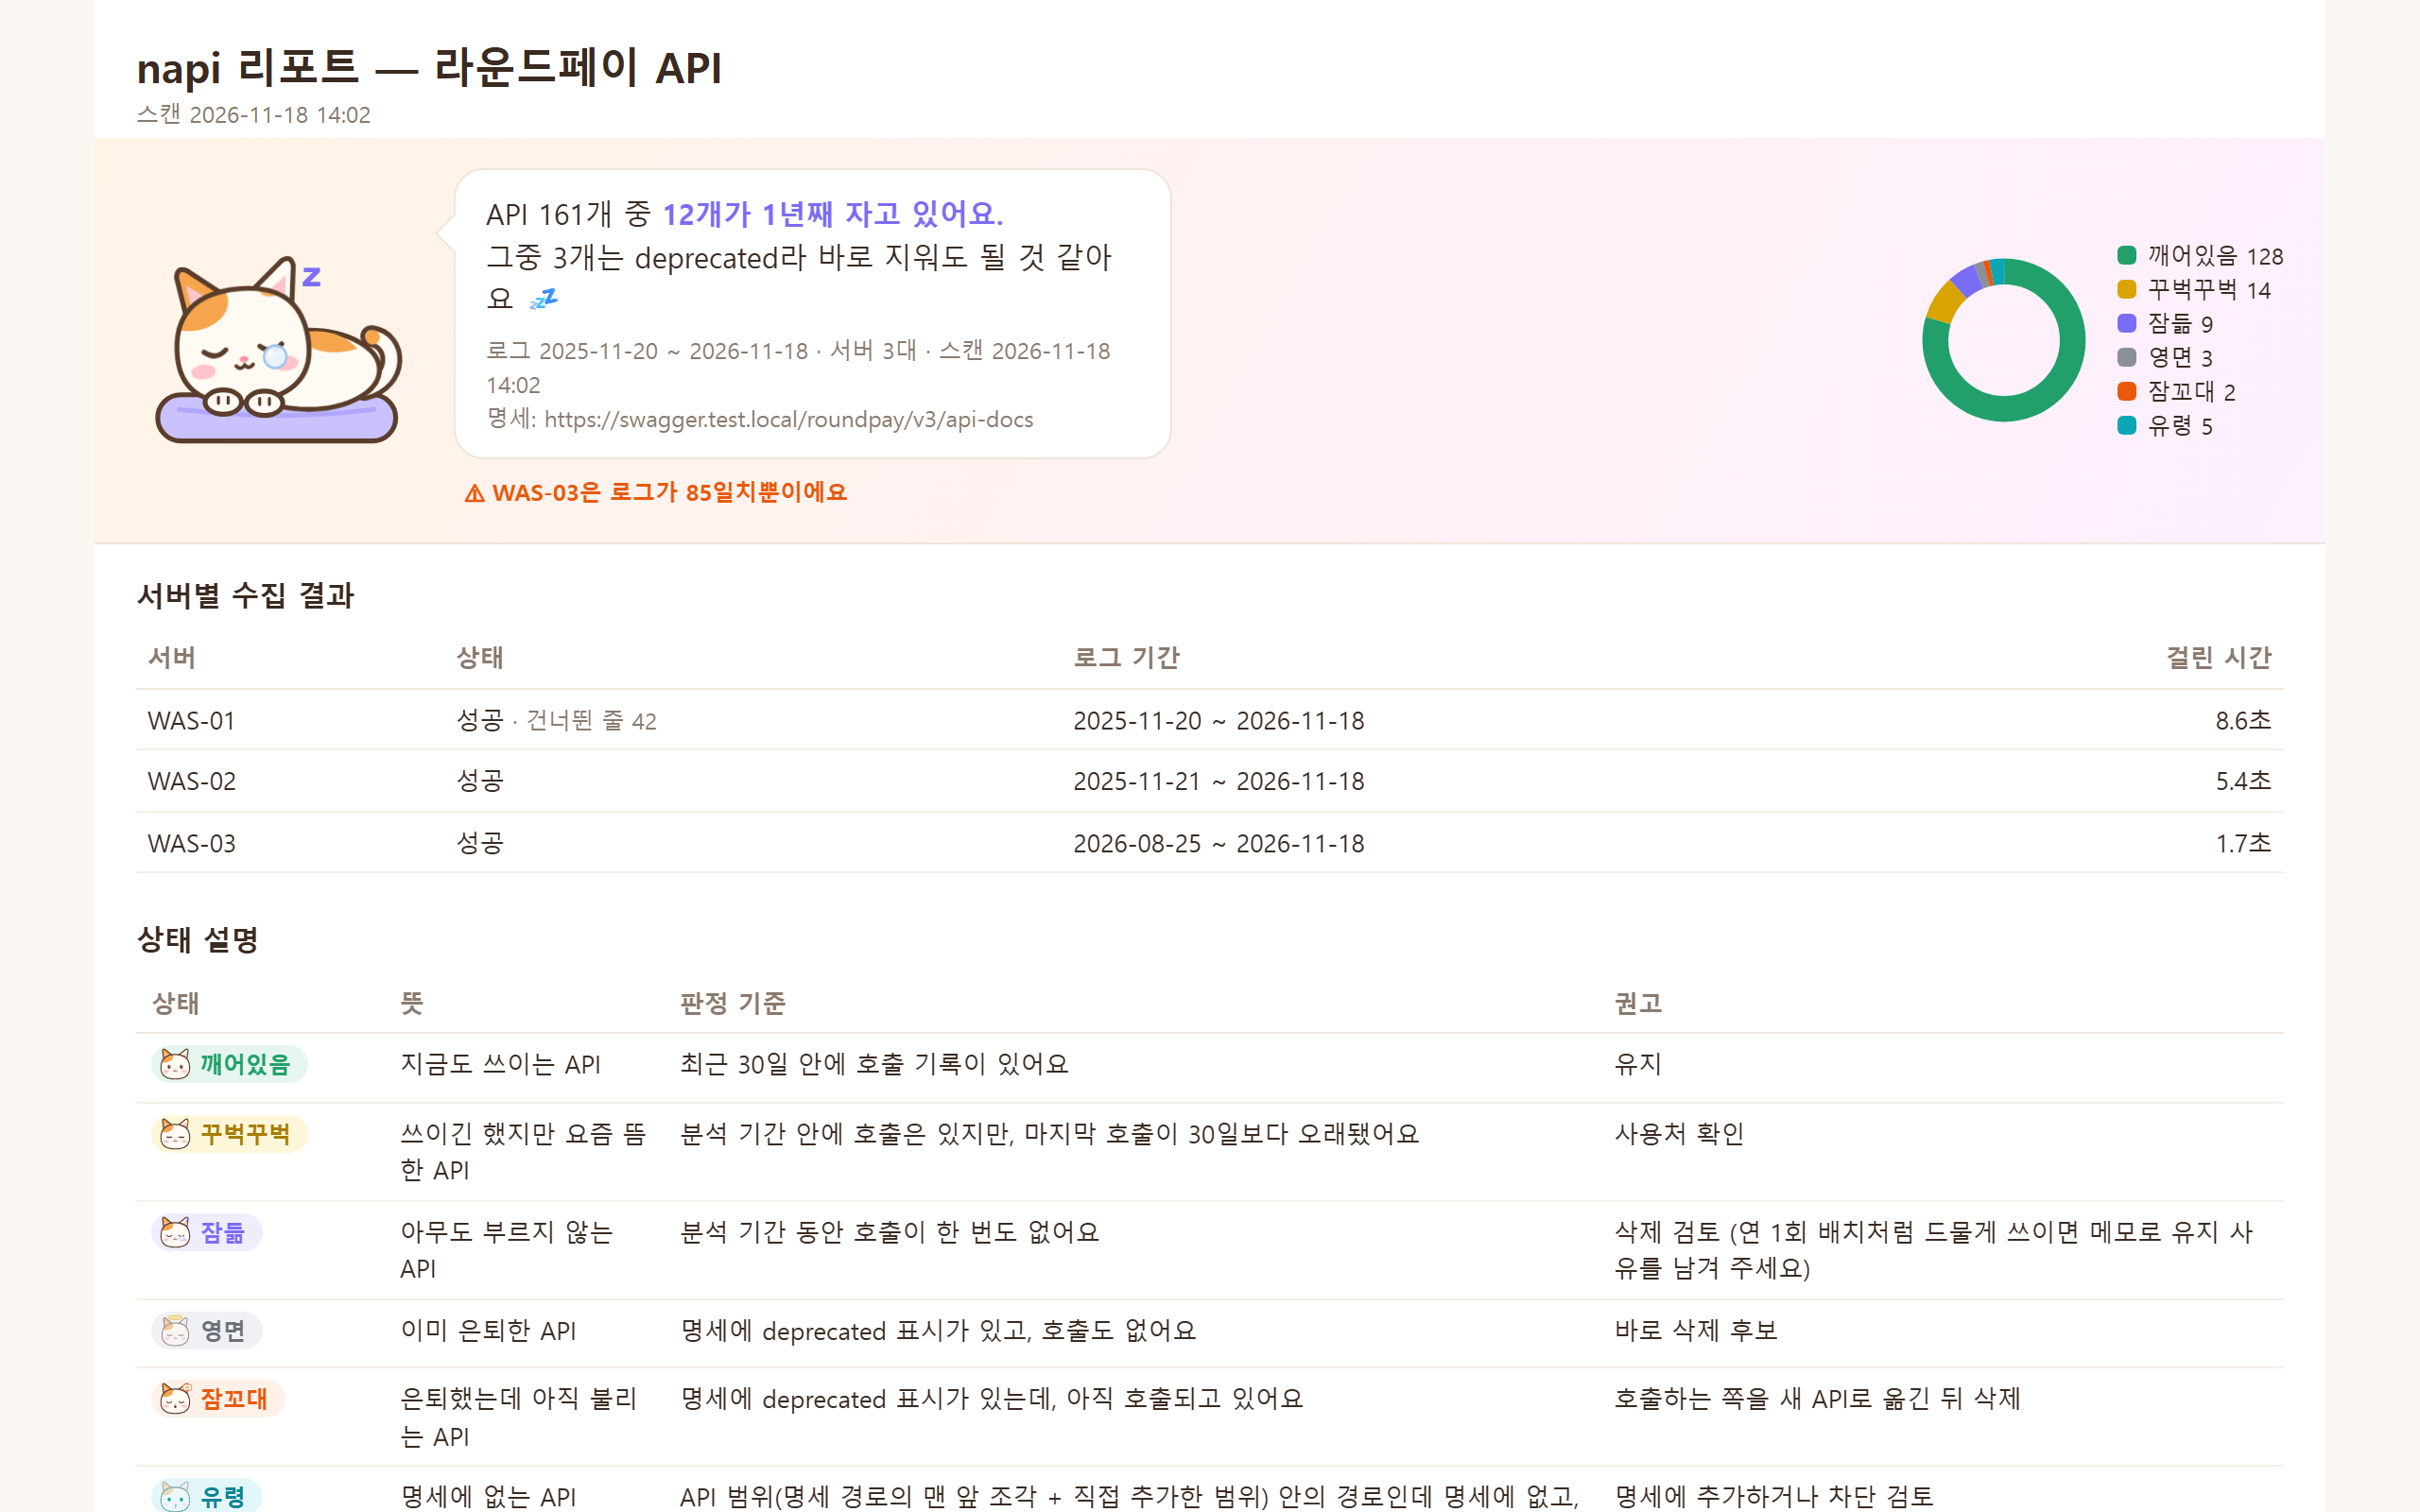 napi 리포트 — 라운드페이 API
스캔 2026-11-18 14:02
z
API 161개 중 12개가 1년째 자고 있어요.
그중 3개는 deprecated라 바로 지워도 될 것 같아
요 💤
로그 2025-11-20 ~ 2026-11-18 · 서버 3대 · 스캔 2026-11-18
14:02
명세: https://swagger.test.local/roundpay/v3/api-docs
⚠ WAS-03은 로그가 85일치뿐이에요
깨어있음 128
꾸벅꾸벅 14
잠듦 9
영면 3
잠꼬대 2
유령 5
서버별 수집 결과
서버 상태 로그 기간 걸린 시간
WAS-01 성공 · 건너뛴 줄 42 2025-11-20 ~ 2026-11-18 8.6초
WAS-02 성공 2025-11-21 ~ 2026-11-18 5.4초
WAS-03 성공 2026-08-25 ~ 2026-11-18 1.7초
상태 설명
상태 뜻 판정 기준 권고
깨어있음 지금도 쓰이는 API 최근 30일 안에 호출 기록이 있어요 유지
꾸벅꾸벅 쓰이긴 했지만 요즘 뜸 분석 기간 안에 호출은 있지만, 마지막 호출이 30일보다 오래됐어요 사용처 확인
한 API
잠듦 아무도 부르지 않는 분석 기간 동안 호출이 한 번도 없어요 삭제 검토 (연 1회 배치처럼 드물게 쓰이면 메모로 유지 사
API 유를 남겨 주세요)
영면 이미 은퇴한 API 명세에 deprecated 표시가 있고, 호출도 없어요 바로 삭제 후보
잠꼬대 은퇴했는데 아직 불리 명세에 deprecated 표시가 있는데, 아직 호출되고 있어요 호출하는 쪽을 새 API로 옮긴 뒤 삭제
는 API
유령 명세에 없는 API API 범위(명세 경로의 맨 앞 조각 + 직접 추가한 범위) 안의 경로인데 명세에 없고, 명세에 추가하거나 차단 검토